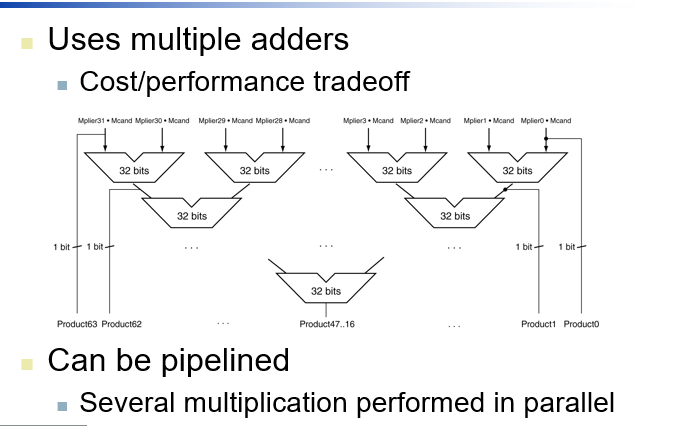 Uses multiple adders
Cost/performance tradeoff
Mplier31 • Mcand Mplier30 • Mcand Mplier29 • Mcand Mplier28 • Mcand Mplier3 • Mcand Mplier2 • Mcand Mplier1 • Mcand Mplier0 • Mcand
32 bits 32 bits . . . 32 bits 32 bits
32 bits 32 bits
1 bit 1 bit . . . . . . . . . 1 bit 1 bit
32 bits
Product63 Product62 . . . Product47..16 . . . Product1 Product0
Can be pipelined
Several multiplication performed in parallel